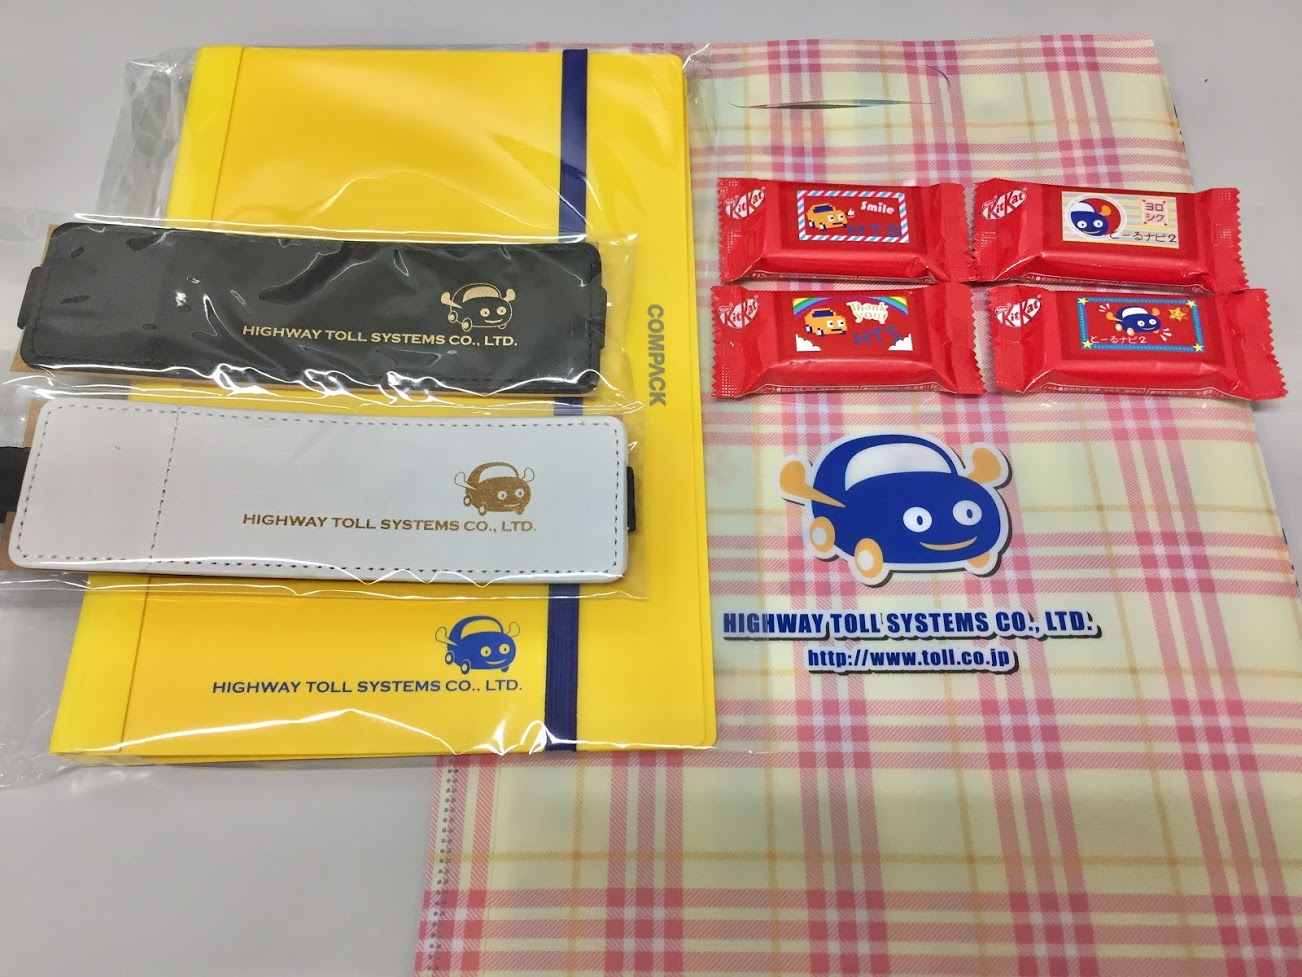 HIGHWAY TOLL SYSTEMS CO., LTD.
HIGHWAY TOLL SYSTEMS CO., LTD.
HIGHWAY TOLL SYSTEMS CO., LTD.
COMPACK
KitKat
Smile
HTS
KitKat
ヨロ
シク
とーるナビ2
KitKat
Thank
you!
HTS
KitKat
とーるナビ2
HIGHWAY TOLL SYSTEMS CO., LTD.
http://www.toll.co.jp